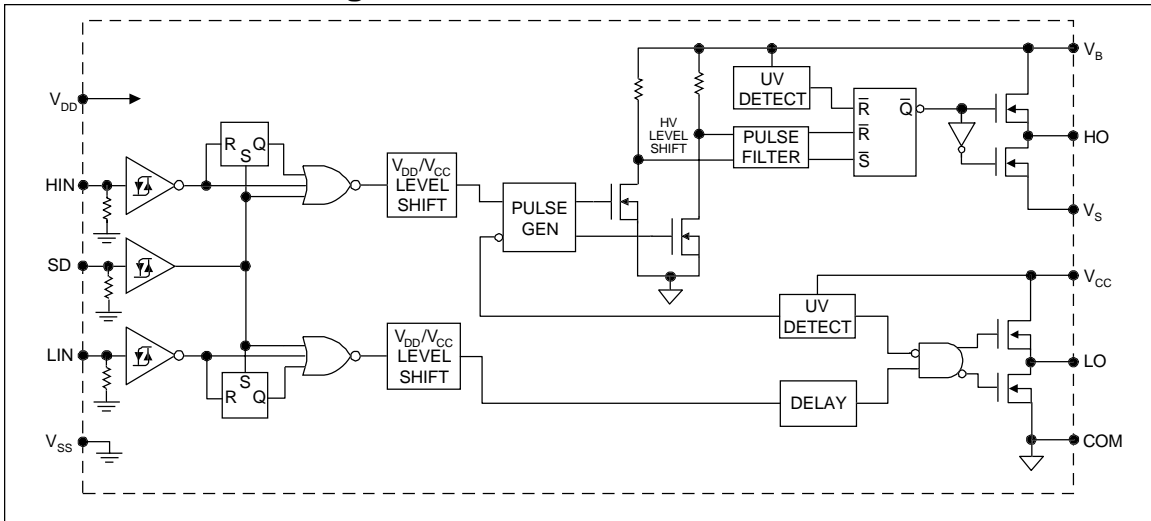 V_B
UV
DETECT
V_DD
R̅
Q̅
HV
LEVEL
SHIFT
R̅
HO
R
Q
S
PULSE
FILTER
S̅
V_DD/V_CC
LEVEL
SHIFT
HIN
PULSE
GEN
V_S
SD
V_CC
UV
DETECT
V_DD/V_CC
LEVEL
SHIFT
LIN
LO
S
R
Q
DELAY
V_SS
COM